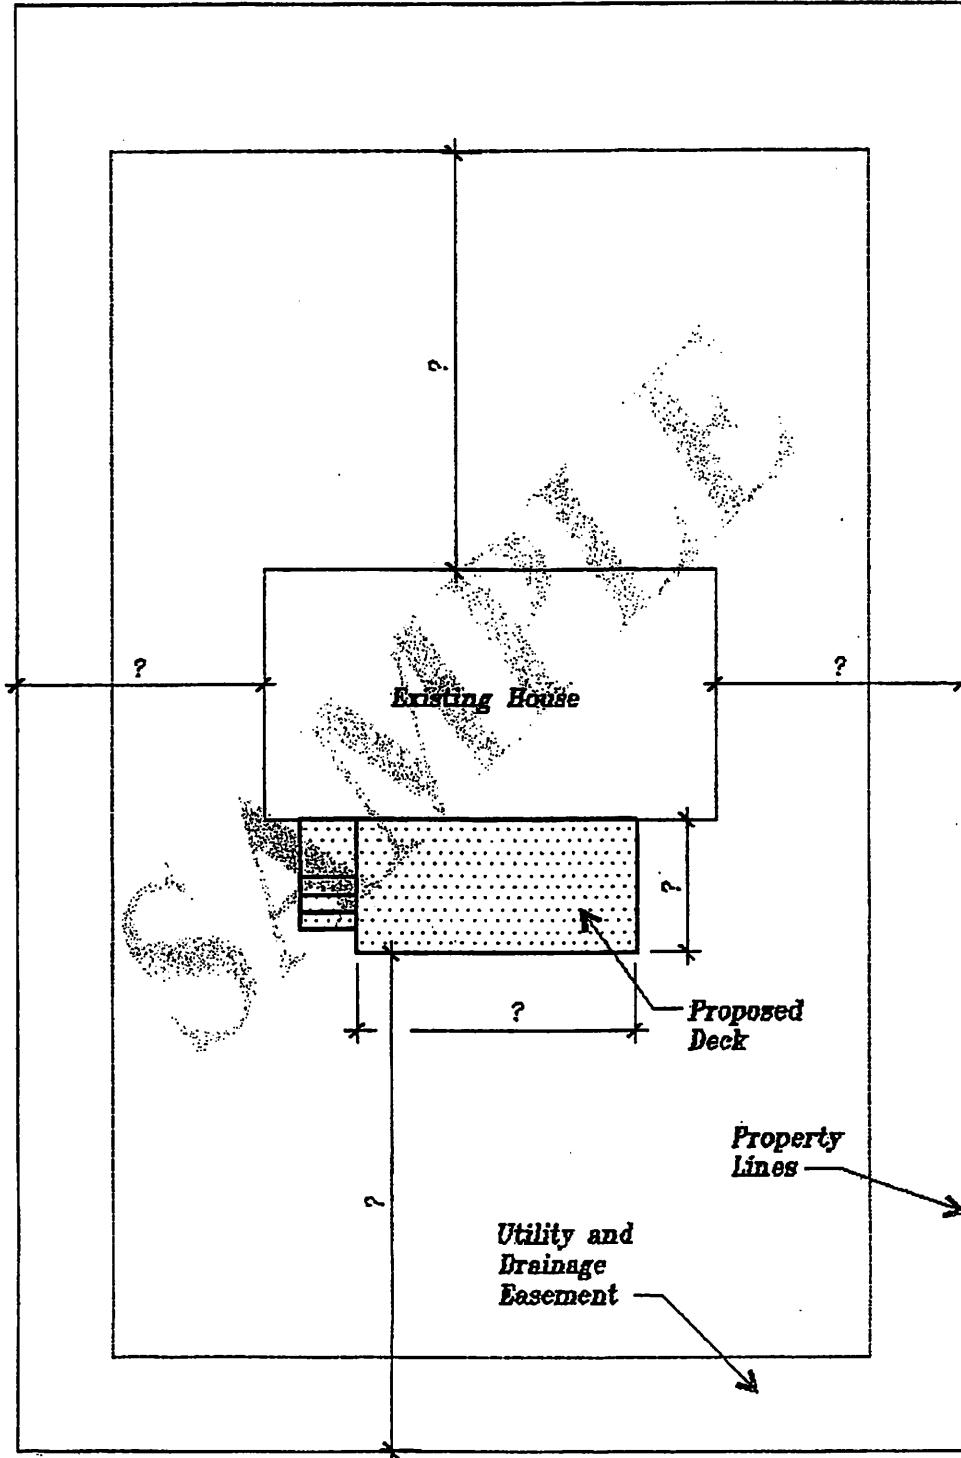 ?
SAMPLE
?
?
Existing House
?
?
Proposed
Deck
Property
Lines
?
Utility and
Drainage
Easement